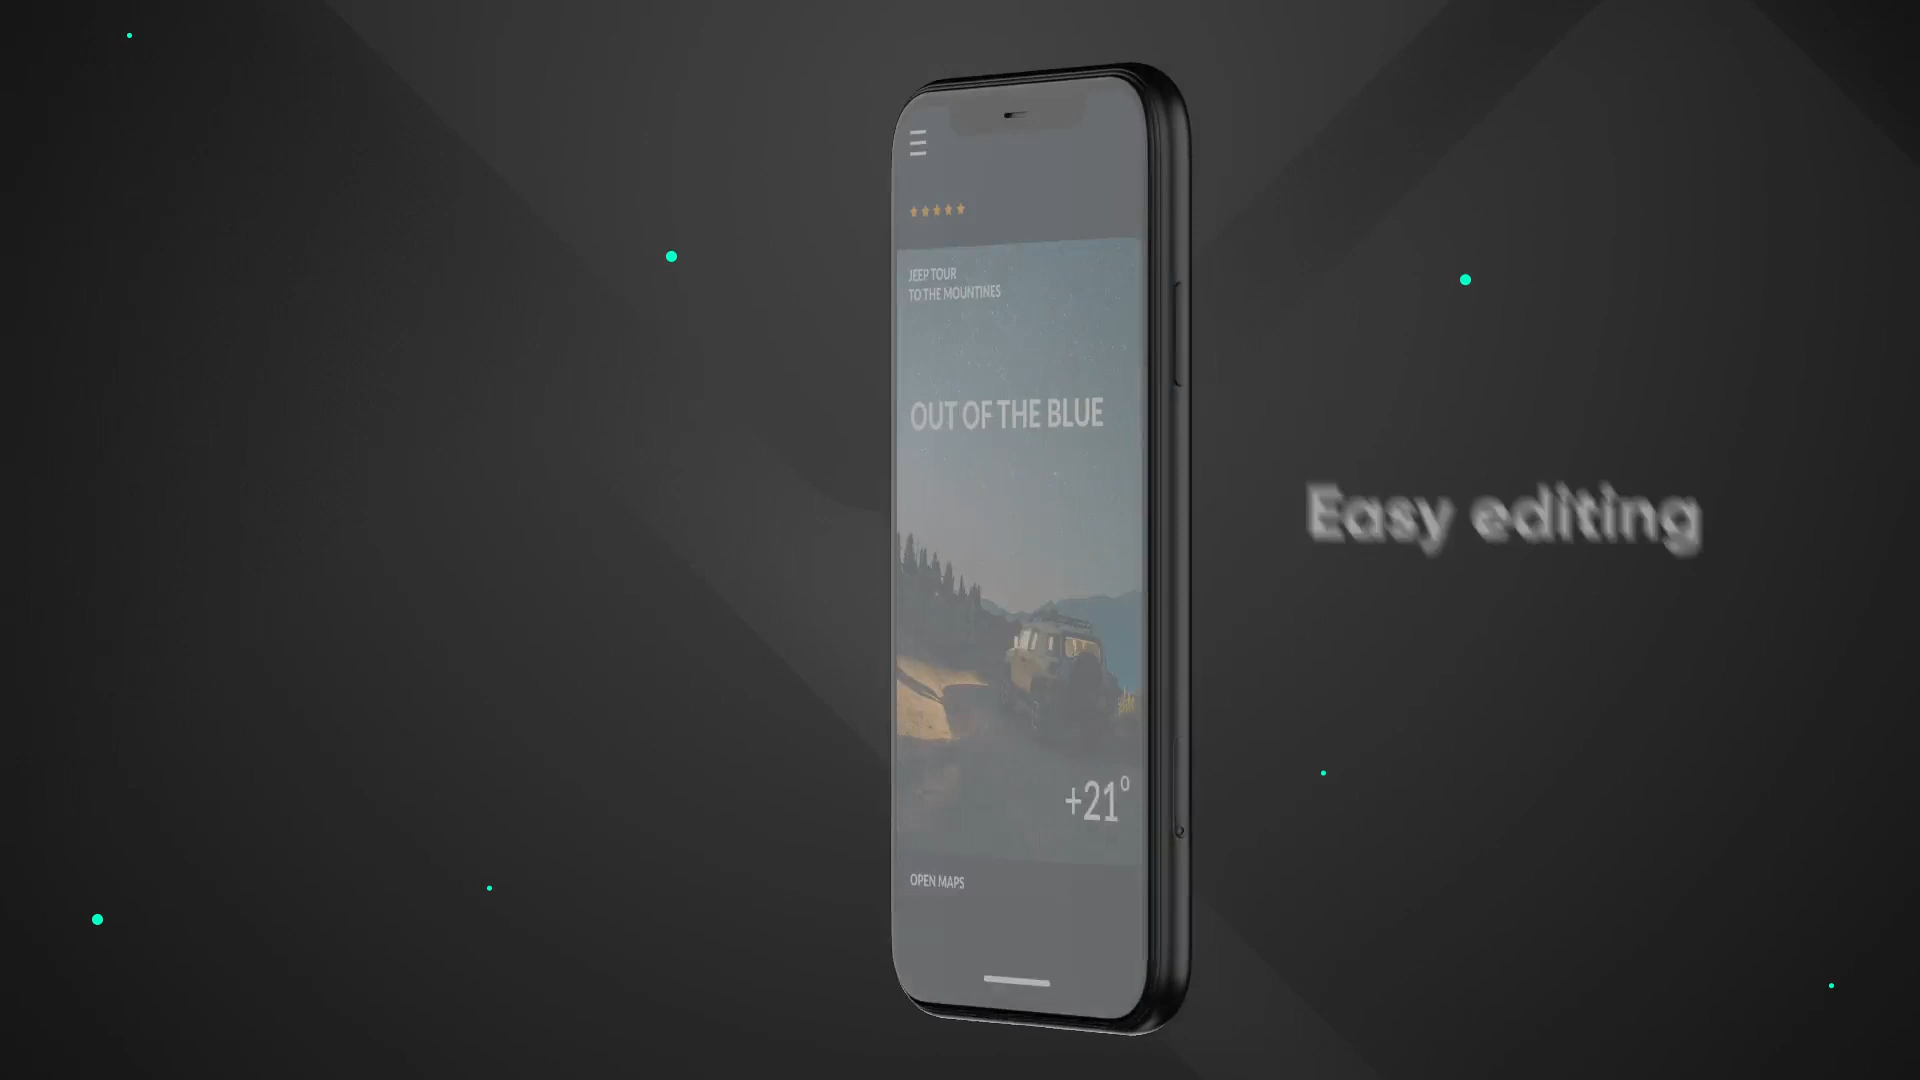 JEEP TOUR
TO THE MOUNTINES
OUT OF THE BLUE
Easy editing
+21°
OPEN MAPS